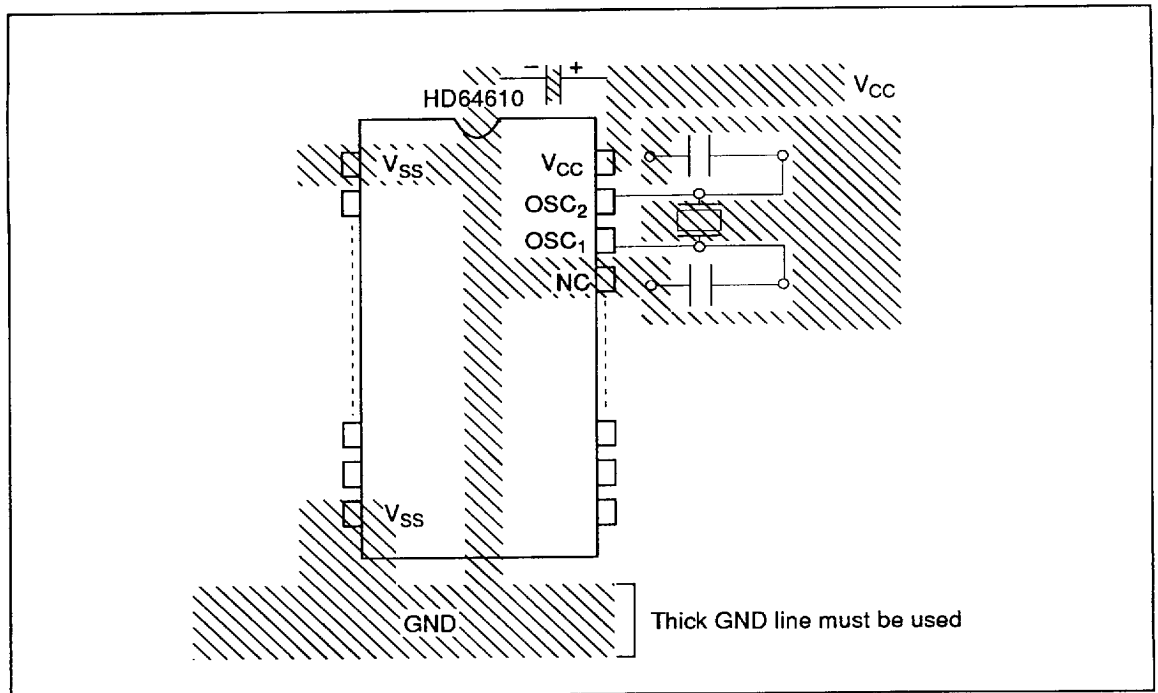 − +
V_CC
HD64610
V_SS V_CC
OSC_2
OSC_1
NC
V_SS
GND Thick GND line must be used